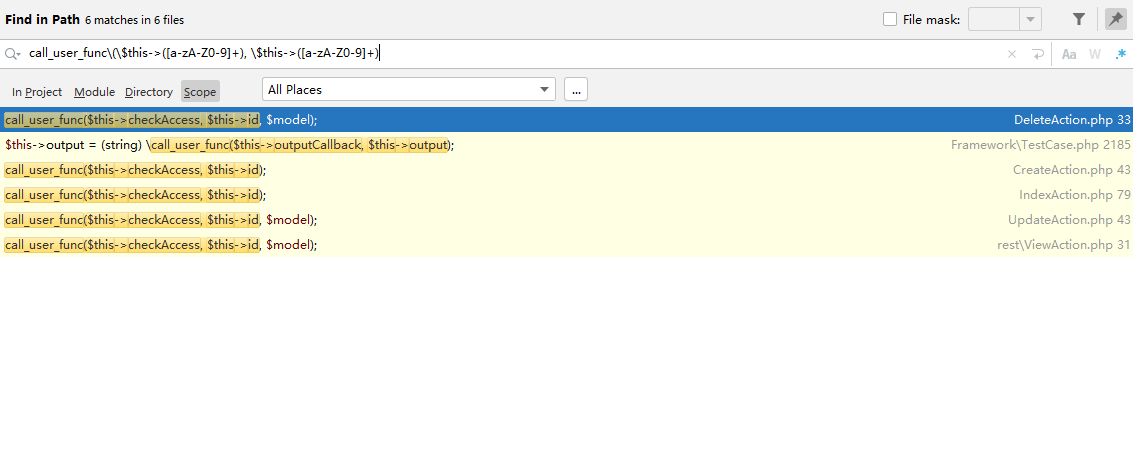 Find in Path 6 matches in 6 files File mask:
call_user_func\(\$this->([a-zA-Z0-9]+), \$this->([a-zA-Z0-9]+) Aa W .*
In Project Module Directory Scope All Places ...
call_user_func($this->checkAccess, $this->id, $model); DeleteAction.php 33
$this->output = (string) \call_user_func($this->outputCallback, $this->output); Framework\TestCase.php 2185
call_user_func($this->checkAccess, $this->id); CreateAction.php 43
call_user_func($this->checkAccess, $this->id); IndexAction.php 79
call_user_func($this->checkAccess, $this->id, $model); UpdateAction.php 43
call_user_func($this->checkAccess, $this->id, $model); rest\ViewAction.php 31